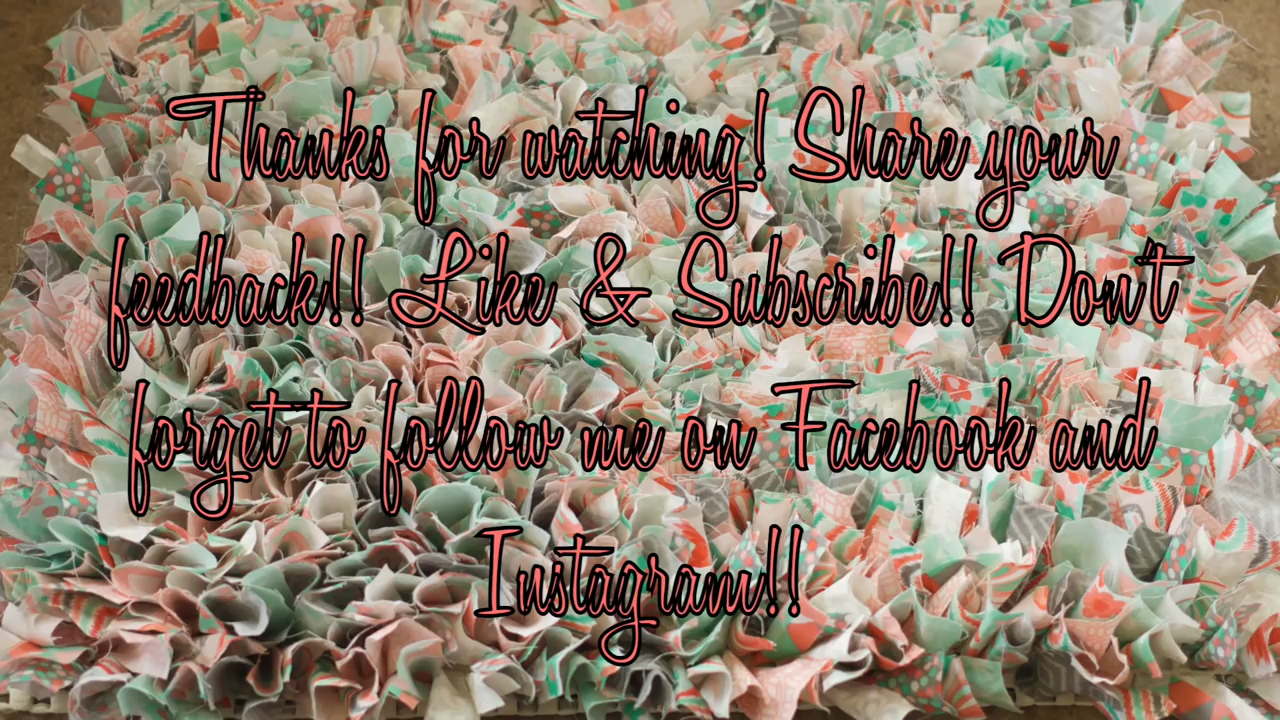 Thanks for watching! Share your
feedback!! Like & Subscribe!! Don't
forget to follow me on Facebook and
Instagram!!